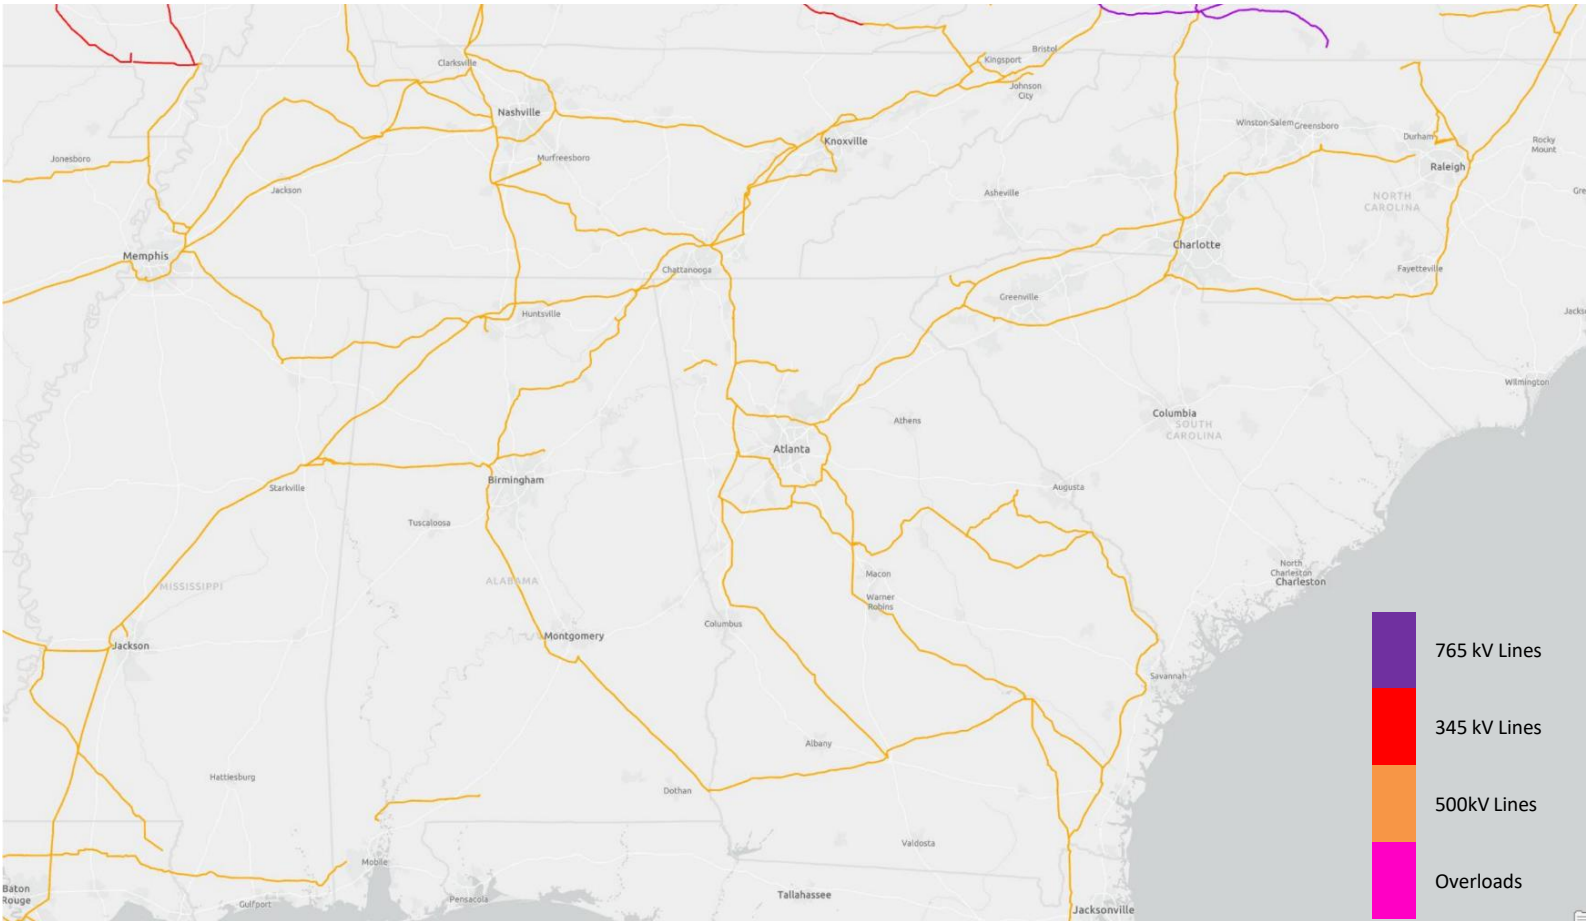 Bristol
Clarksville
Kingsport
Johnson
City
Nashville
Winston-Salem
Greensboro
Knoxville
Durham
Rocky
Mount
Jonesboro
Murfreesboro
Raleigh
Jackson
Asheville
NORTH
CAROLINA
Gre
Memphis
Charlotte
Chattanooga
Fayetteville
Greenville
Huntsville
Jacks
Wilmington
Columbia
SOUTH
CAROLINA
Athens
Atlanta
Birmingham
Starkville
Augusta
Tuscaloosa
North
Charleston
Charleston
Macon
MISSISSIPPI
ALABAMA
Warner
Robins
Columbus
Montgomery
Jackson
Savannah
Albany
Hattiesburg
Dothan
Valdosta
Mobile
Baton
Rouge
Gulfport
Pensacola
Tallahassee
Jacksonville
765 kV Lines
345 kV Lines
500kV Lines
Overloads